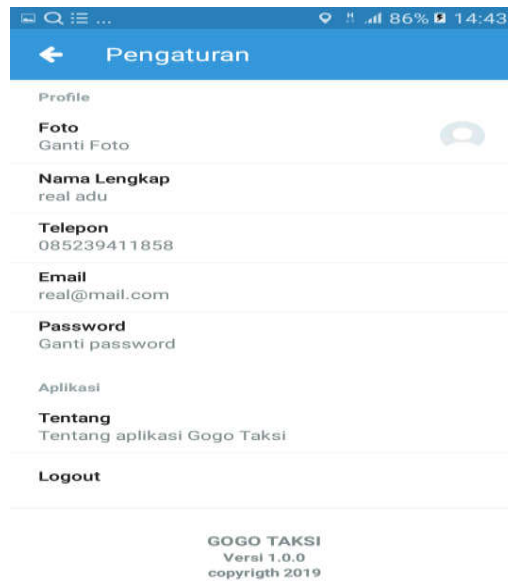 ... 86% 14:43
Pengaturan
Profile
Foto
Ganti Foto
Nama Lengkap
real adu
Telepon
085239411858
Email
real@mail.com
Password
Ganti password
Aplikasi
Tentang
Tentang aplikasi Gogo Taksi
Logout
GOGO TAKSI
Versi 1.0.0
copyrigth 2019